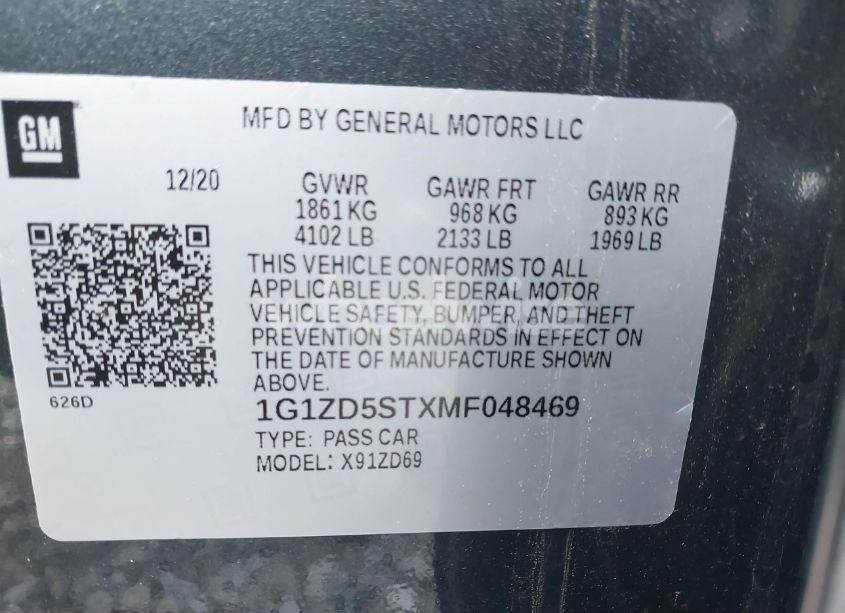 GM
MFD BY GENERAL MOTORS LLC
12/20 GVWR GAWR FRT GAWR RR
1861 KG 968 KG 893 KG
4102 LB 2133 LB 1969 LB
THIS VEHICLE CONFORMS TO ALL
APPLICABLE U.S. FEDERAL MOTOR
VEHICLE SAFETY, BUMPER, AND THEFT
PREVENTION STANDARDS IN EFFECT ON
THE DATE OF MANUFACTURE SHOWN
ABOVE.
626D
1G1ZD5STXMF048469
TYPE: PASS CAR
MODEL: X91ZD69